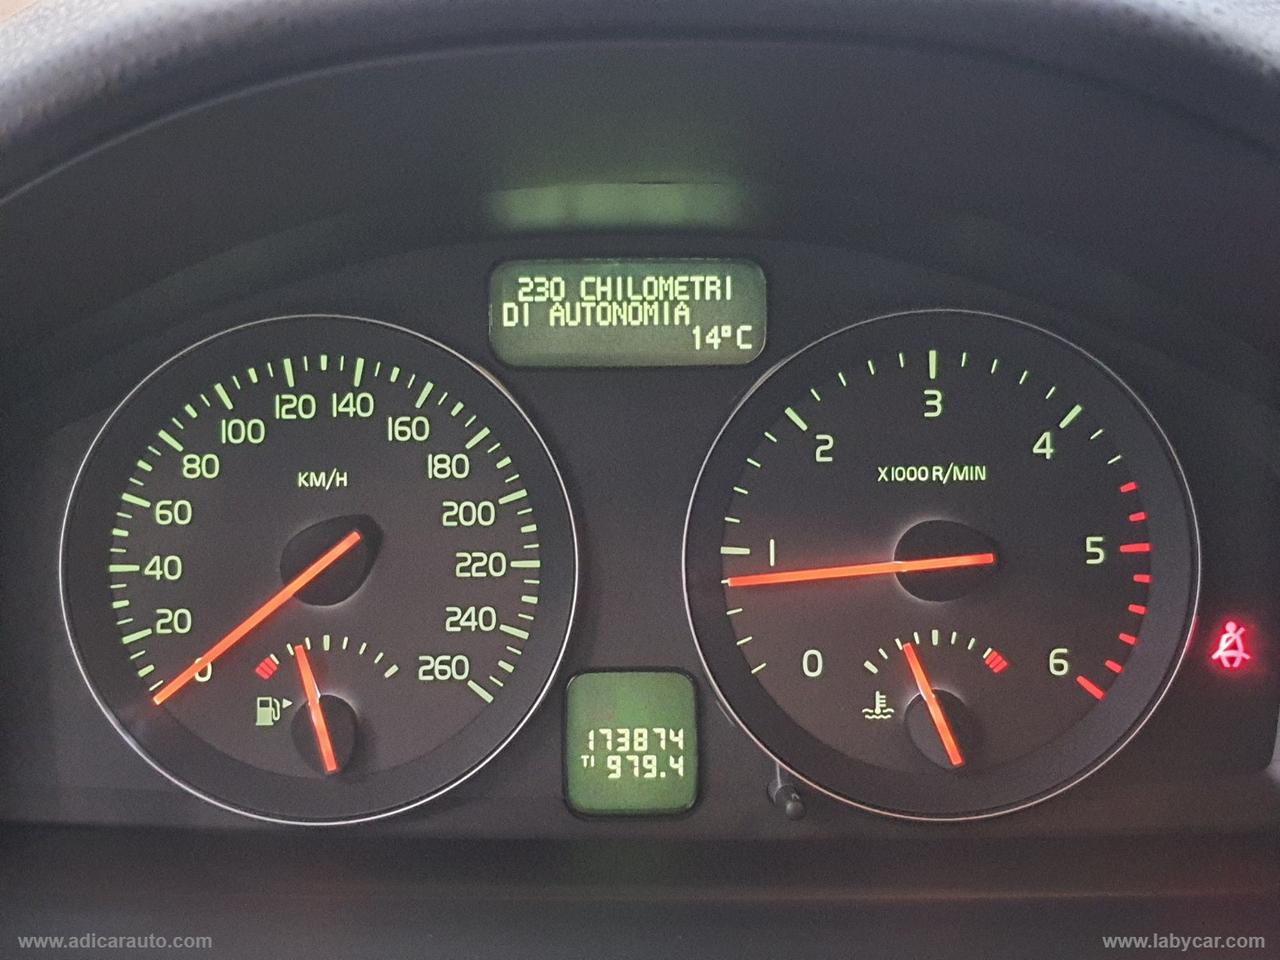 230 CHILOMETRI
DI AUTONOMIA
14°C
0
20
40
60
80
100
120
140
160
180
200
220
240
260
KM/H
0
1
2
3
4
5
6
X1000 R/MIN
173874
T1 979.4
www.adicarauto.com
www.labycar.com